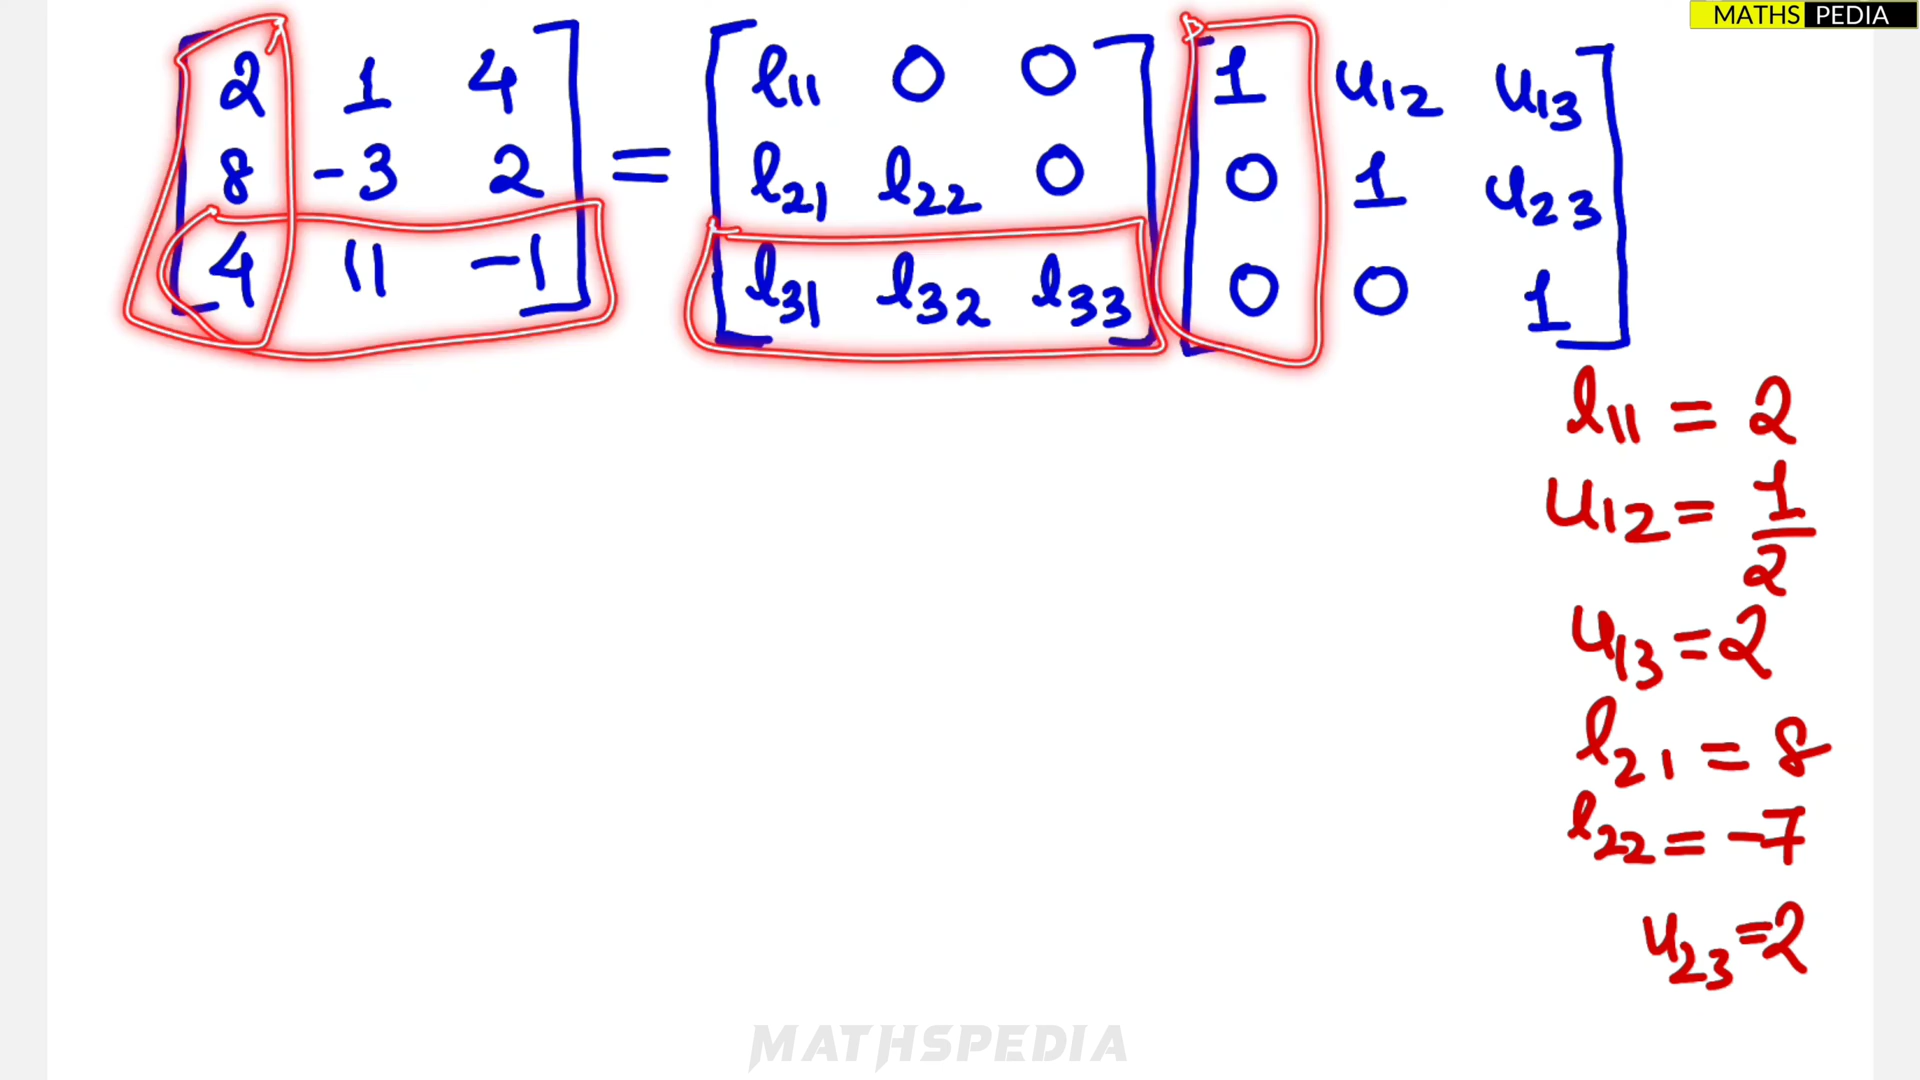 MATHS PEDIA
2 1 4 = l11 0 0 1 u12 u13
8 -3 2 l21 l22 0 0 1 u23
4 11 -1 l31 l32 l33 0 0 1
l11 = 2
u12 = 1/2
u13 = 2
l21 = 8
l22 = -7
u23 = 2
MATHSPEDIA